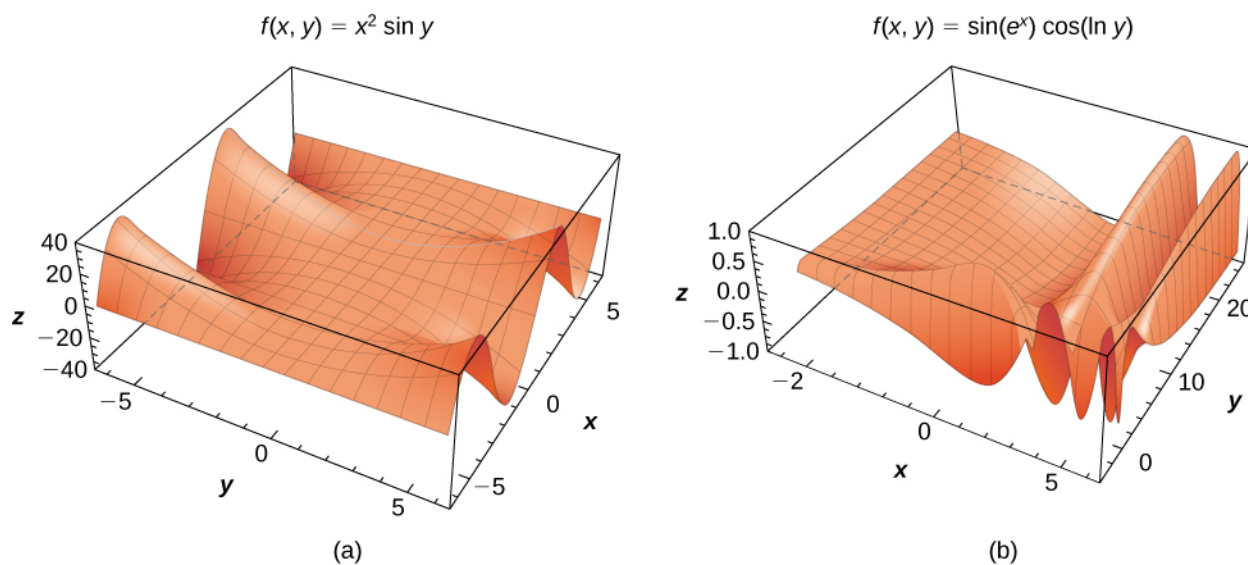 f(x, y) = x² sin y
40
20
0
−20
−40
z
−5
0
5
y
−5
0
5
x
(a)
f(x, y) = sin(eˣ) cos(ln y)
1.0
0.5
0.0
−0.5
−1.0
z
−2
0
5
x
0
10
20
y
(b)